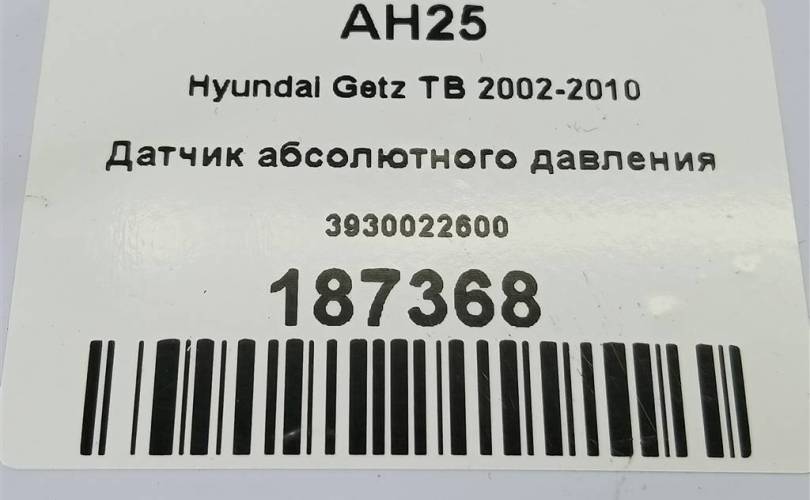 AH25
Hyundai Getz TB 2002-2010
Датчик абсолютного давления
3930022600
187368